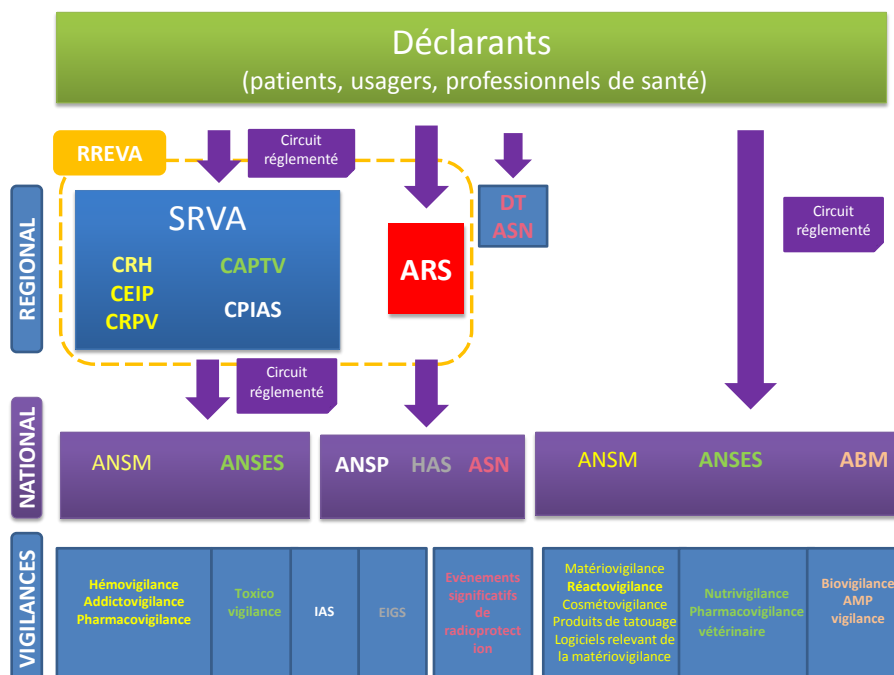 Déclarants
(patients, usagers, professionnels de santé)
RREVA
Circuit
réglementé
DT
ASN
Circuit
réglementé
REGIONAL
SRVA
CRH
CAPTV
CEIP
CPIAS
CRPV
ARS
Circuit
réglementé
NATIONAL
ANSM
ANSES
ANSP HAS ASN
ANSM
ANSES
ABM
VIGILANCES
Hémovigilance
Addictovigilance
Pharmacovigilance
Toxico
vigilance
IAS
EIGS
Evènements
significatifs
de
radioprotect
ion
Matériovigilance
Réactovigilance
Cosmétovigilance
Produits de tatouage
Logiciels relevant de
la matériovigilance
Nutrivigilance
Pharmacovigilance
vétérinaire
Biovigilance
AMP
vigilance